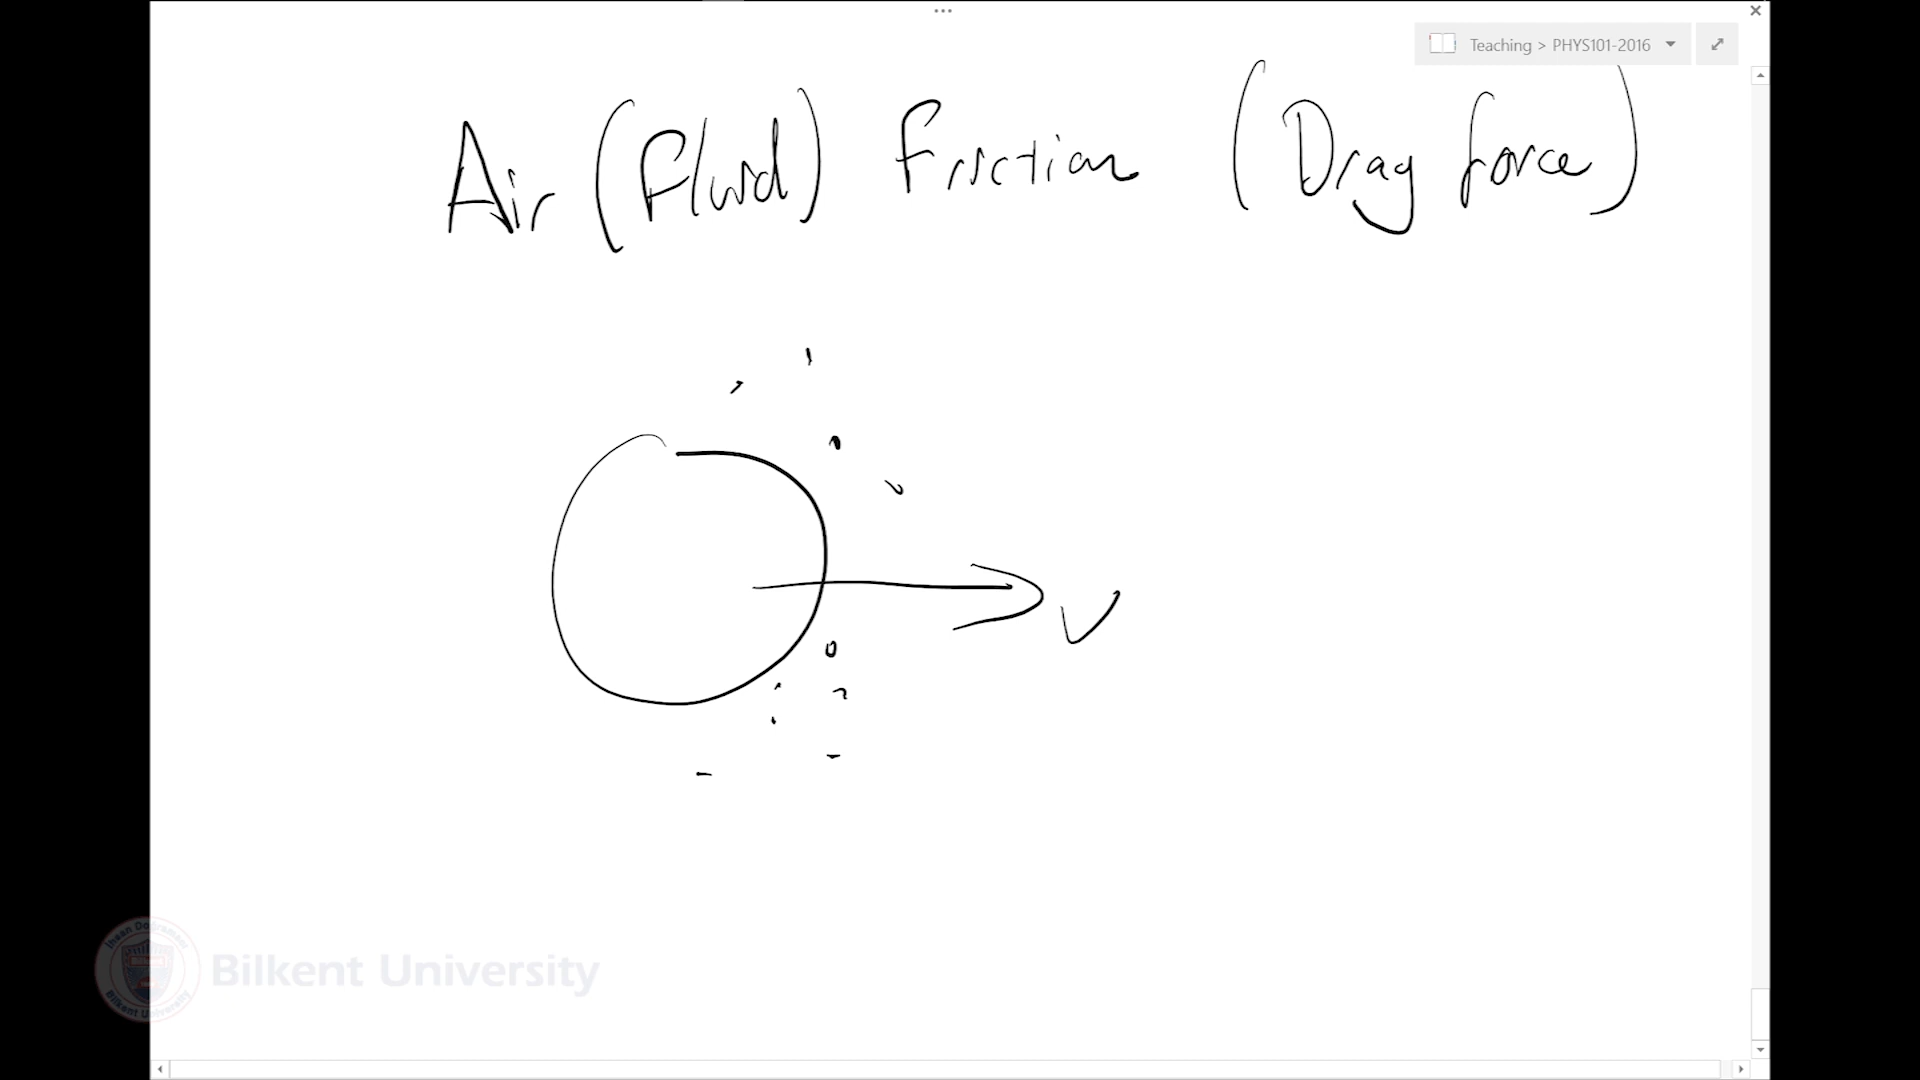 Teaching > PHYS101-2016
Air (Fluid) Friction (Drag force)
V
Bilkent University